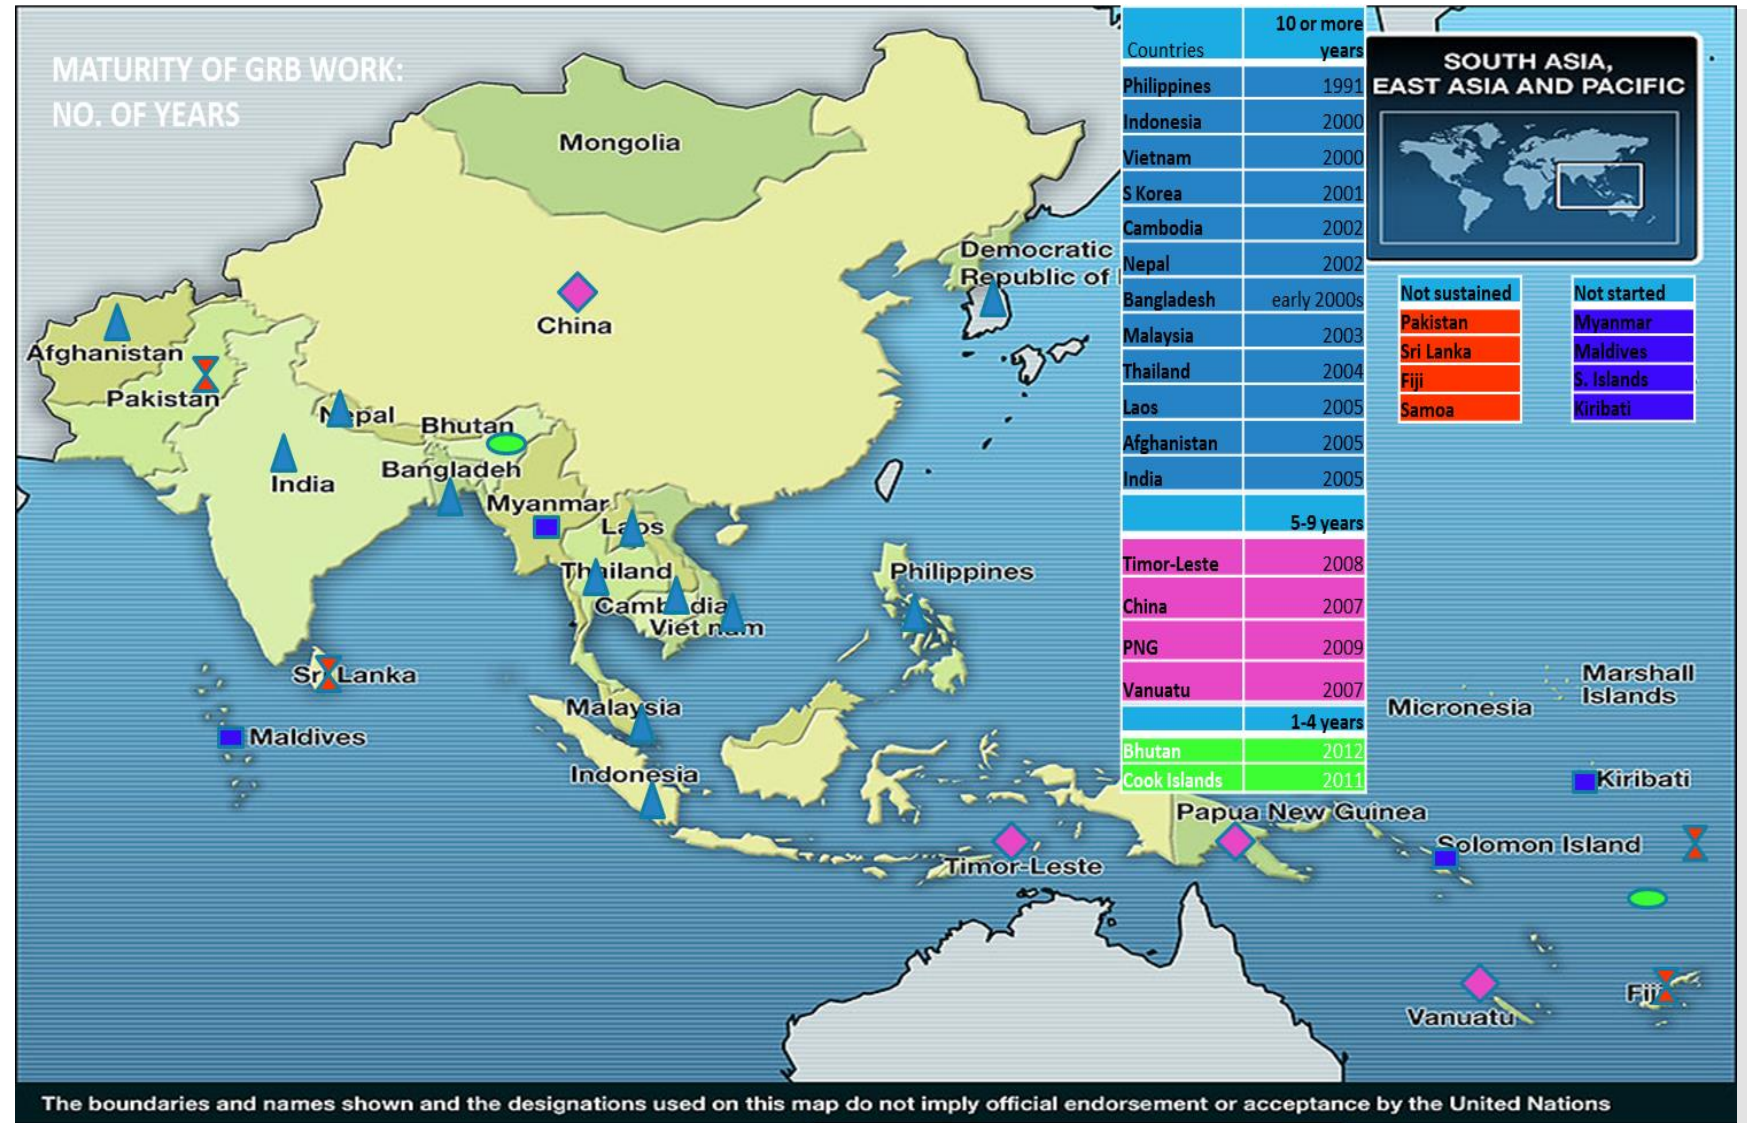 MATURITY OF GRB WORK:
NO. OF YEARS
Countries 10 or more years
Philippines 1991
Indonesia 2000
Vietnam 2000
S Korea 2001
Cambodia 2002
Nepal 2002
Bangladesh early 2000s
Malaysia 2003
Thailand 2004
Laos 2005
Afghanistan 2005
India 2005
5-9 years
Timor-Leste 2008
China 2007
PNG 2009
Vanuatu 2007
1-4 years
Bhutan 2012
Cook Islands 2011
SOUTH ASIA,
EAST ASIA AND PACIFIC
Not sustained
Pakistan
Sri Lanka
Fiji
Samoa
Not started
Myanmar
Maldives
S. Islands
Kiribati
Mongolia
Democratic
Republic of
China
Afghanistan
Pakistan
Nepal
Bhutan
Bangladeh
India
Myanmar
Laos
Thailand
Cambodia
Viet nam
Philippines
Sri Lanka
Maldives
Malaysia
Indonesia
Marshall
Islands
Micronesia
Kiribati
Papua New Guinea
Solomon Island
Timor-Leste
Vanuatu
Fiji
The boundaries and names shown and the designations used on this map do not imply official endorsement or acceptance by the United Nations